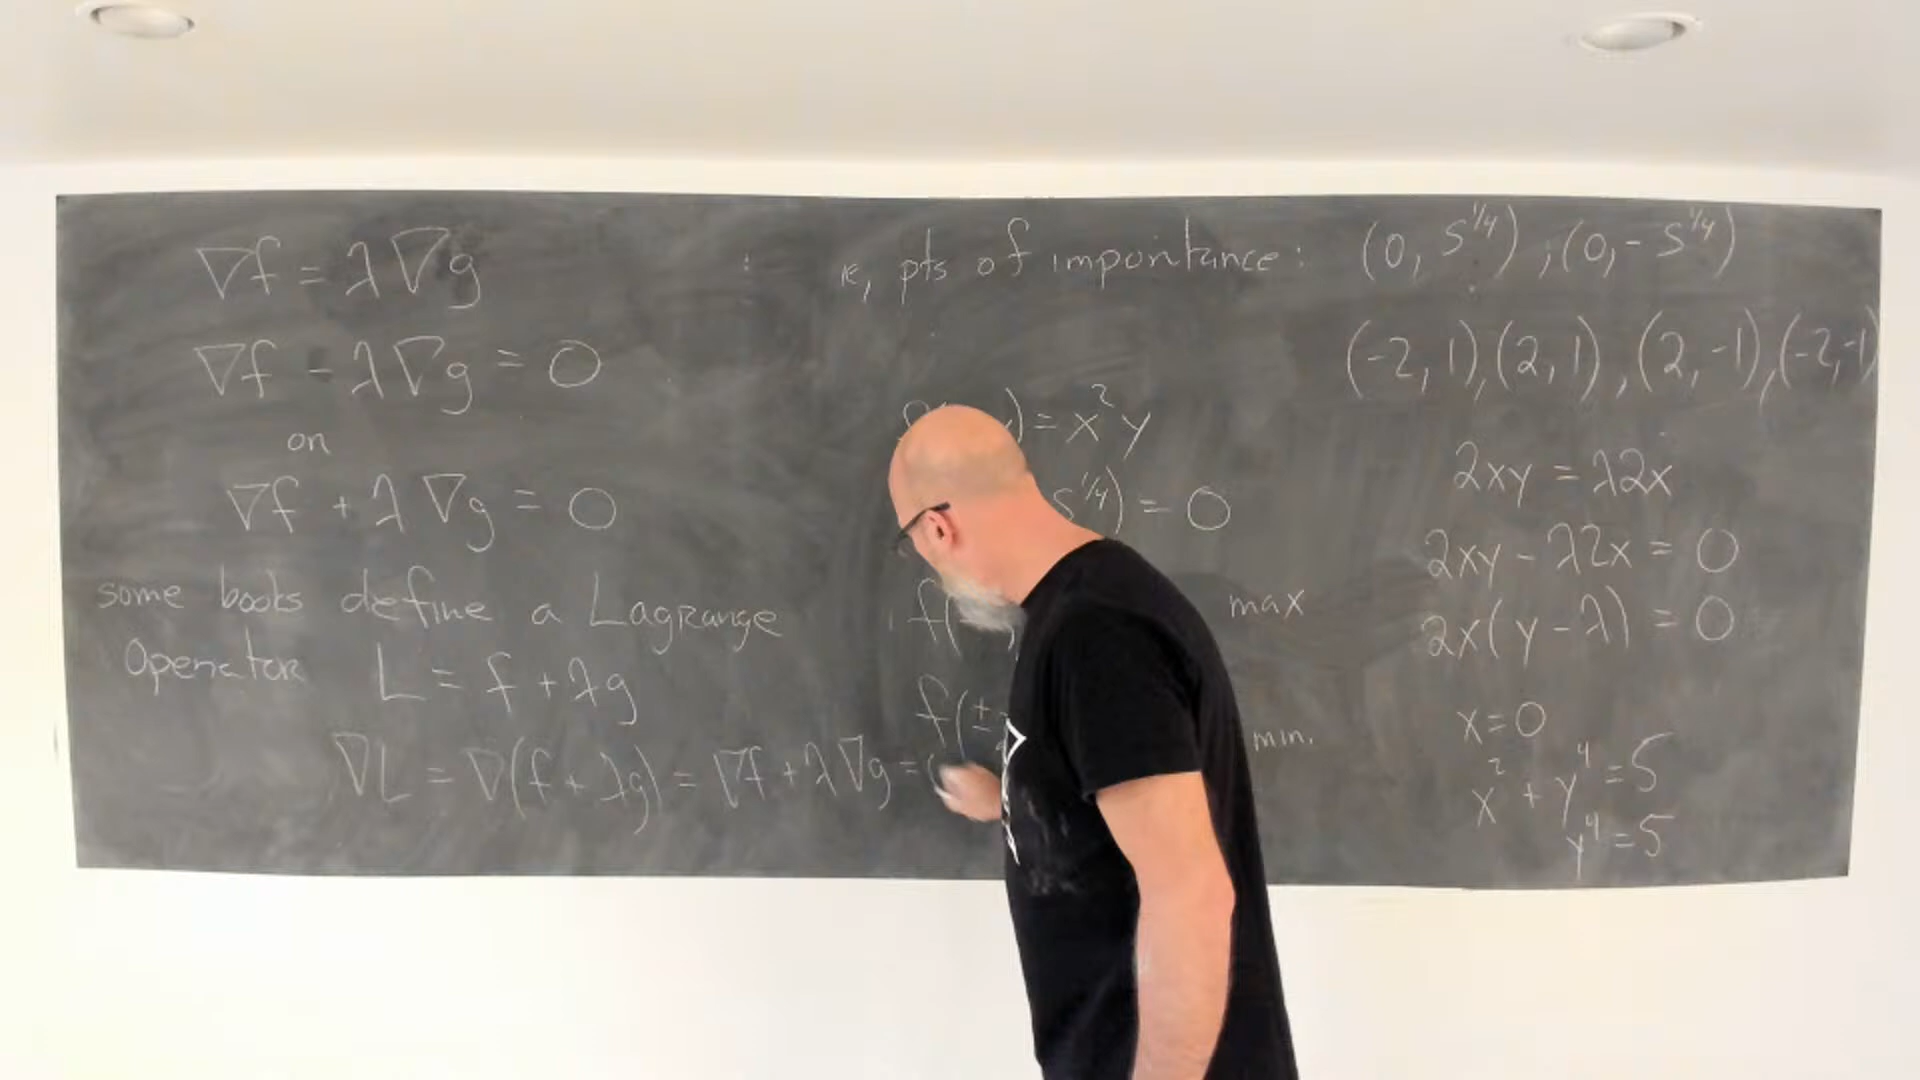 ∇f = λ∇g
∇f - λ∇g = 0
or
∇f + λ∇g = 0
some books define a Lagrange
Operator L = f + λg
∇L = ∇(f + λg) = ∇f + λ∇g =
ie, pts of importance: (0, 5^{1/4}), (0, -5^{1/4})
(-2, 1), (2, 1), (2, -1), (-2, -1)
) = x²y
5^{1/4}) = 0
f( max
f(± min.
2xy = λ2x
2xy - λ2x = 0
2x(y - λ) = 0
x = 0
x² + y⁴ = 5
y⁴ = 5